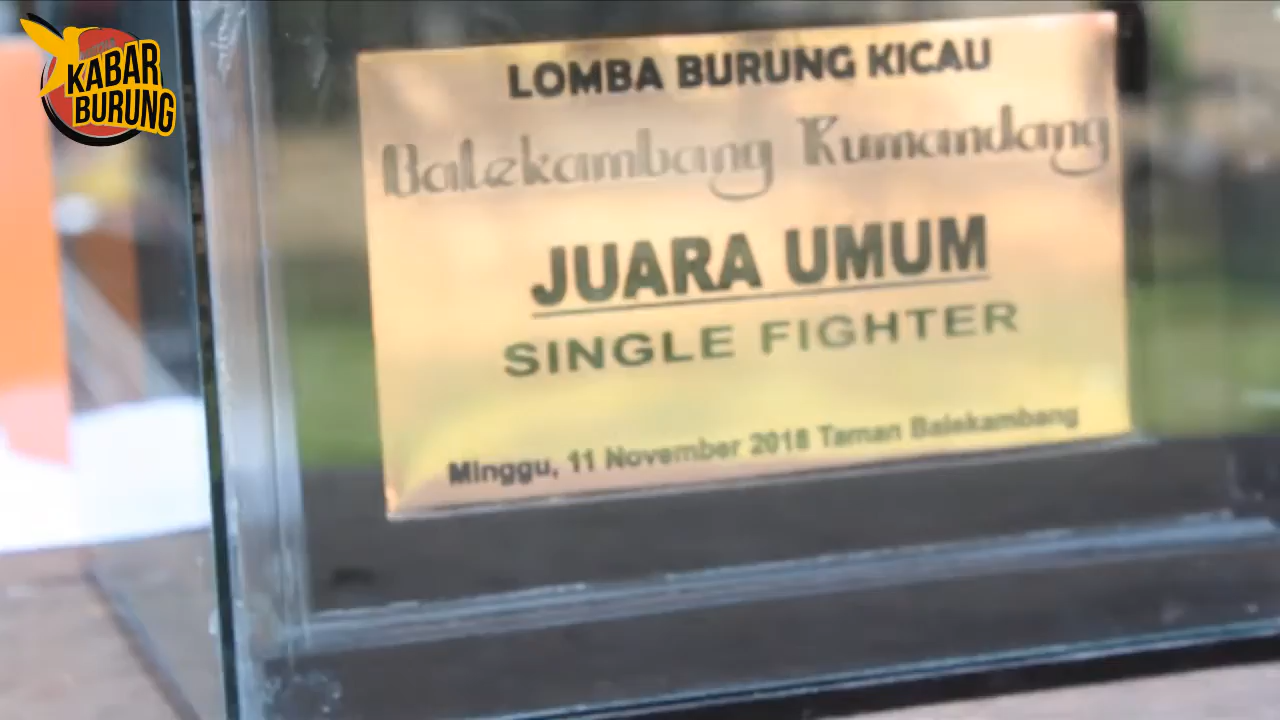 KABAR
BURUNG
LOMBA BURUNG KICAU
Balekambang Kumandang
JUARA UMUM
SINGLE FIGHTER
Minggu, 11 November 2018 Taman Balekambang